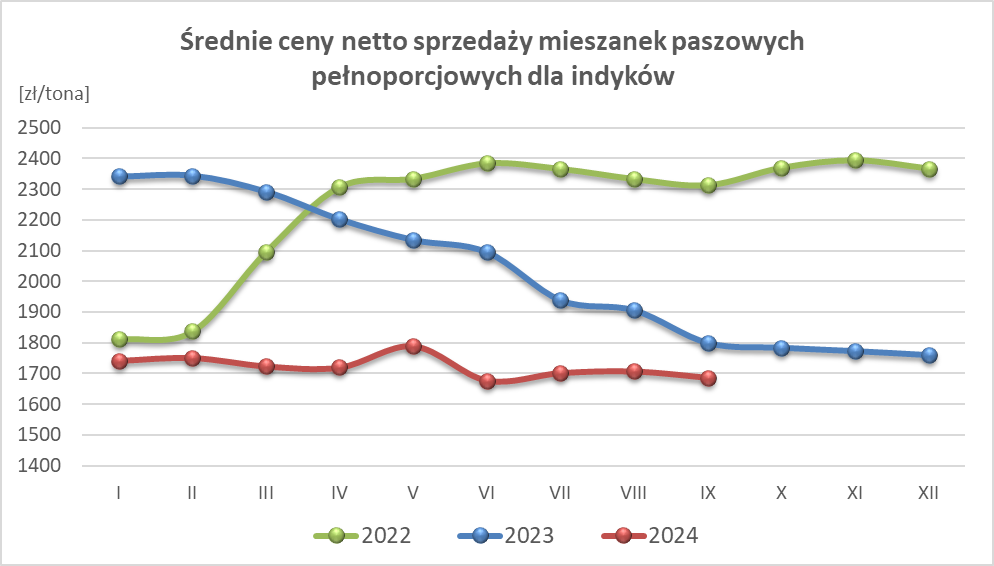 Średnie ceny netto sprzedaży mieszanek paszowych
pełnoporcjowych dla indyków
[zł/tona]
2500
2400
2300
2200
2100
2000
1900
1800
1700
1600
1500
1400
I II III IV V VI VII VIII IX X XI XII
2022 2023 2024